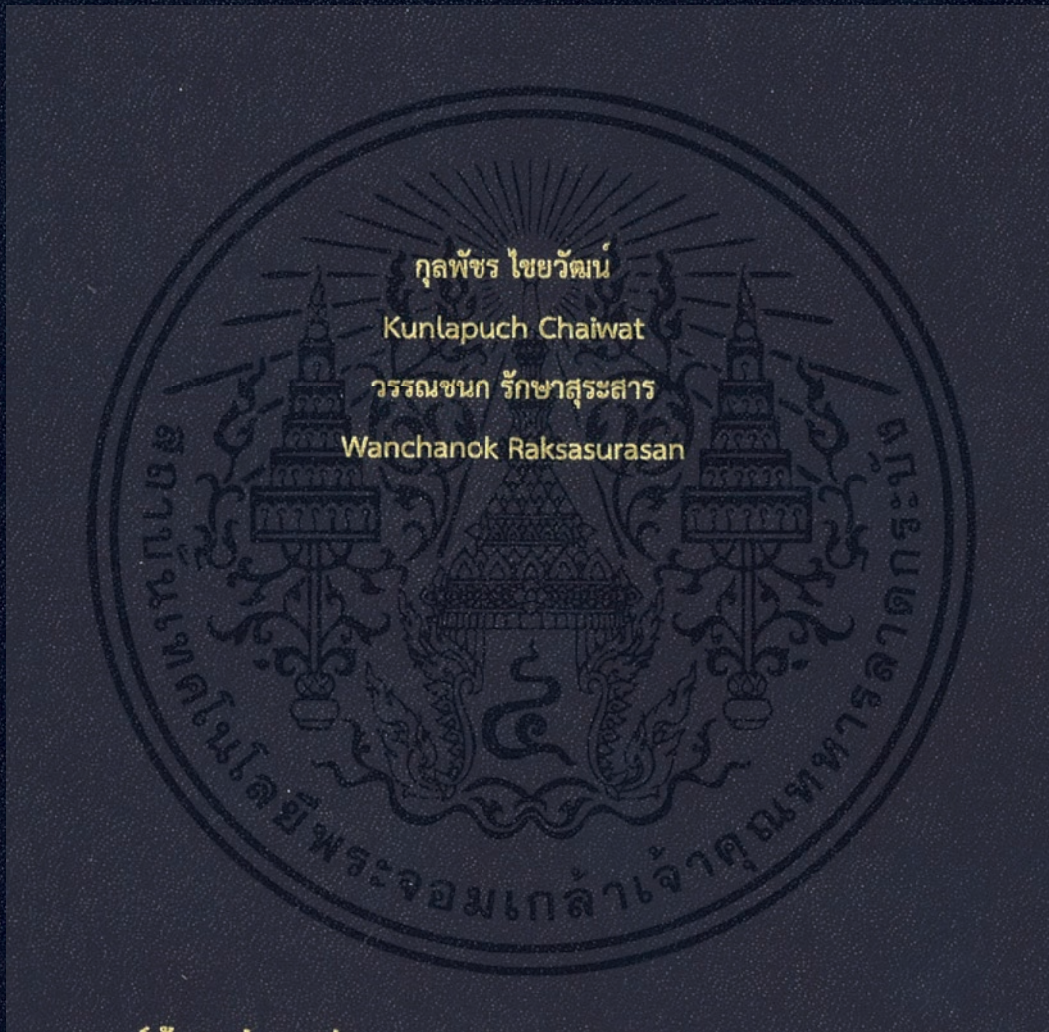 กุลพัชร ไชยวัฒน์
Kunlapuch Chaiwat
วรรณชนก รักษาสุระสาร
Wanchanok Raksasurasan
สถาบันเทคโนโลยีพระจอมเกล้าเจ้าคุณทหารลาดกระบัง
๔